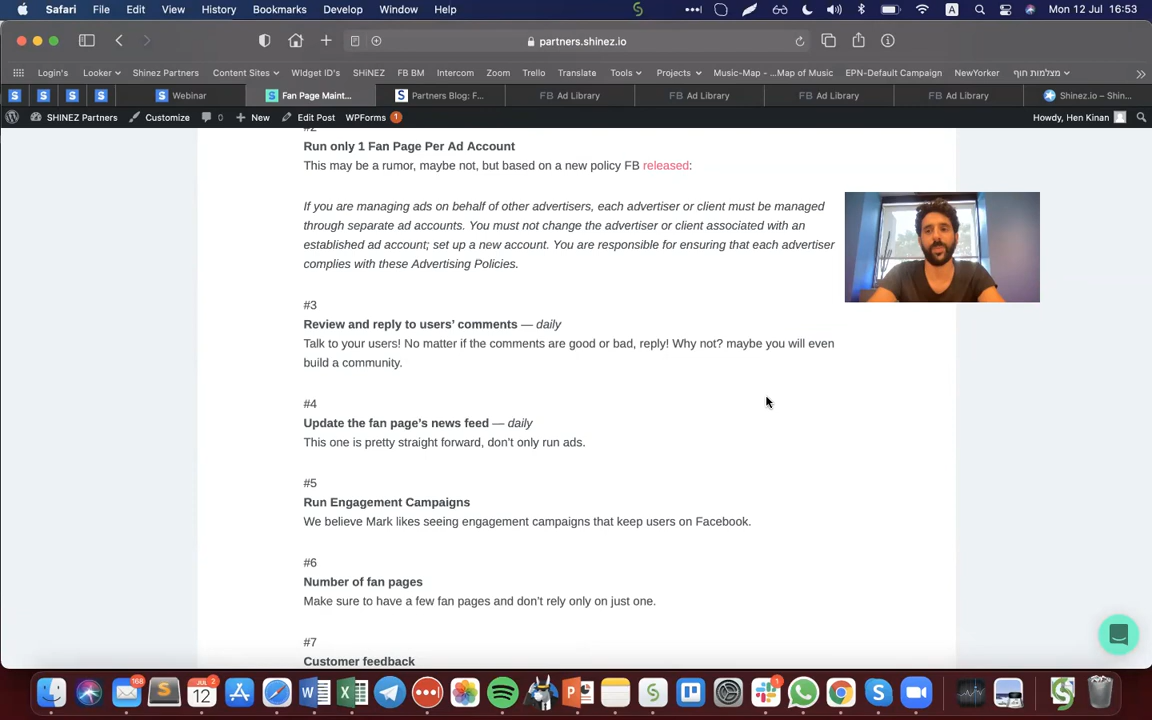 Safari File Edit View History Bookmarks Develop Window Help
A
Mon 12 Jul 16:53
partners.shinez.io
Login's Looker Shinez Partners Content Sites Widget ID's SHiNEZ FB BM Intercom Zoom Trello Translate Tools Projects Music-Map - ...Map of Music EPN-Default Campaign NewYorker מצלמות חוף
Webinar Fan Page Maint... Partners Blog: F... FB Ad Library FB Ad Library FB Ad Library FB Ad Library Shinez.io – Shin...
SHINEZ Partners Customize 0 New Edit Post WPForms 1 Howdy, Hen Kinan
#2
Run only 1 Fan Page Per Ad Account
This may be a rumor, maybe not, but based on a new policy FB released:
If you are managing ads on behalf of other advertisers, each advertiser or client must be managed
through separate ad accounts. You must not change the advertiser or client associated with an
established ad account; set up a new account. You are responsible for ensuring that each advertiser
complies with these Advertising Policies.
#3
Review and reply to users’ comments — daily
Talk to your users! No matter if the comments are good or bad, reply! Why not? maybe you will even
build a community.
#4
Update the fan page’s news feed — daily
This one is pretty straight forward, don’t only run ads.
#5
Run Engagement Campaigns
We believe Mark likes seeing engagement campaigns that keep users on Facebook.
#6
Number of fan pages
Make sure to have a few fan pages and don’t rely only on just one.
#7
Customer feedback
168
JUL 2
12
1